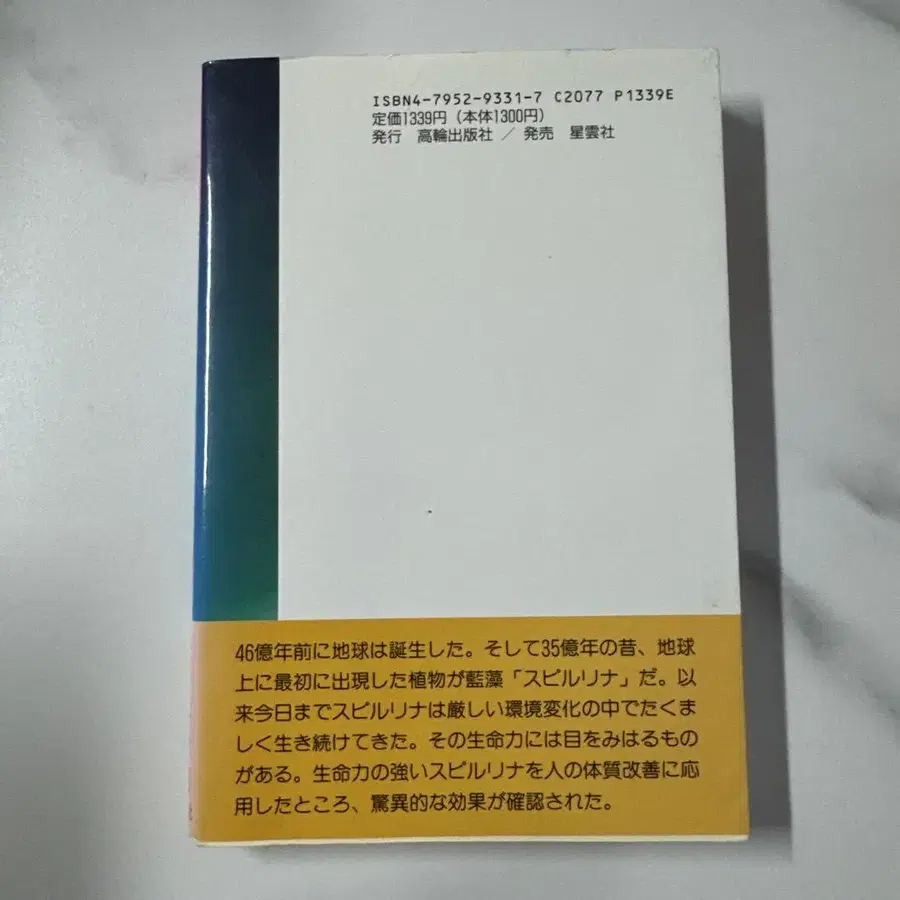 ISBN4-7952-9331-7 C2077 P1339E
定価1339円(本体1300円)
発行 高輪出版社 / 発売 星雲社
46億年前に地球は誕生した。そして35億年の昔、地球
上に最初に出現した植物が藍藻「スピルリナ」だ。以
来今日までスピルリナは厳しい環境変化の中でたくま
しく生き続けてきた。その生命力には目をみはるもの
がある。生命力の強いスピルリナを人の体質改善に応
用したところ、驚異的な効果が確認された。